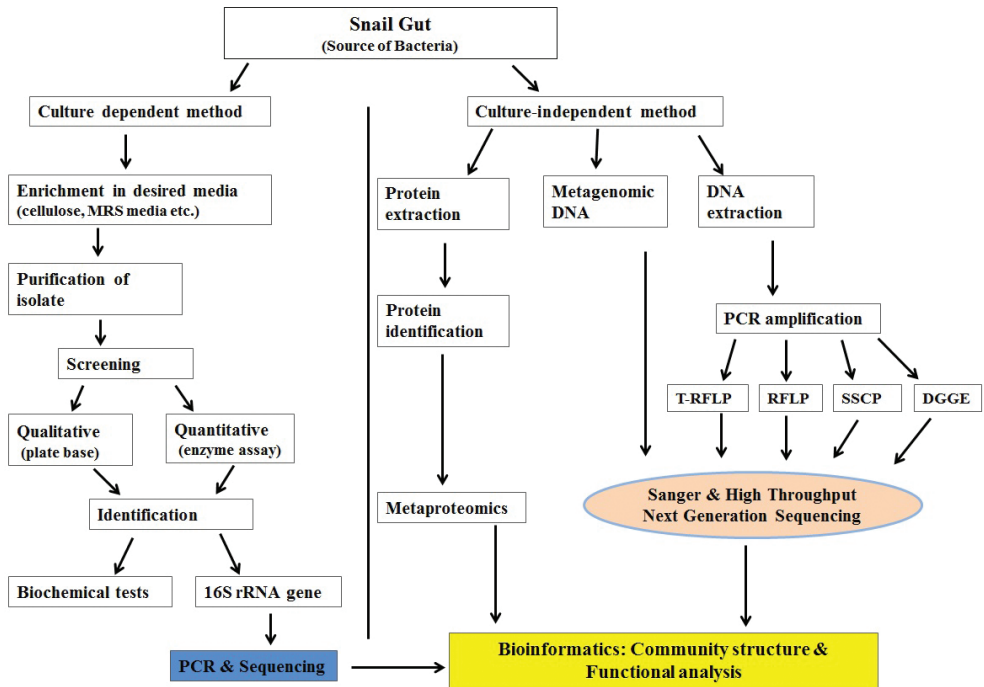 Snail Gut
(Source of Bacteria)
Culture dependent method
Enrichment in desired media
(cellulose, MRS media etc.)
Purification of
isolate
Screening
Qualitative
(plate base)
Quantitative
(enzyme assay)
Identification
Biochemical tests
16S rRNA gene
PCR & Sequencing
Culture-independent method
Protein
extraction
Protein
identification
Metaproteomics
Metagenomic
DNA
DNA
extraction
PCR amplification
T-RFLP
RFLP
SSCP
DGGE
Sanger & High Throughput
Next Generation Sequencing
Bioinformatics: Community structure &
Functional analysis